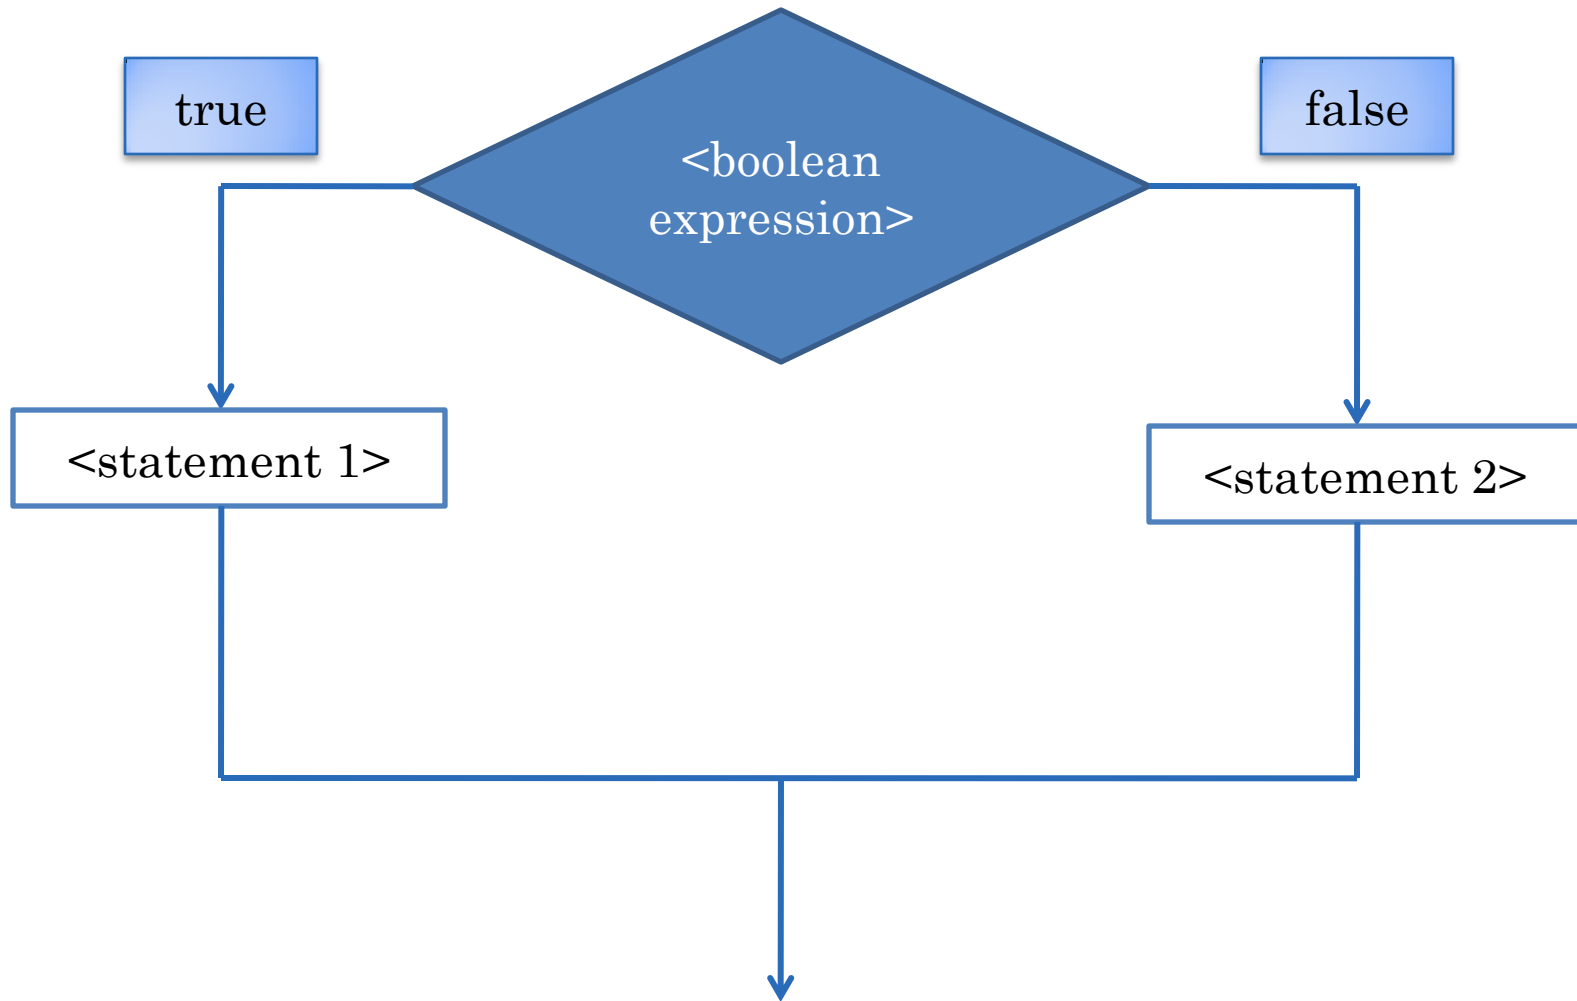 true
false
<boolean
expression>
<statement 1>
<statement 2>